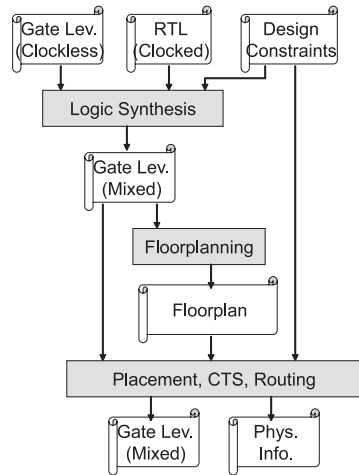 Gate Lev.
(Clockless)
RTL
(Clocked)
Design
Constraints
Logic Synthesis
Gate Lev.
(Mixed)
Floorplanning
Floorplan
Placement, CTS, Routing
Gate Lev.
(Mixed)
Phys.
Info.